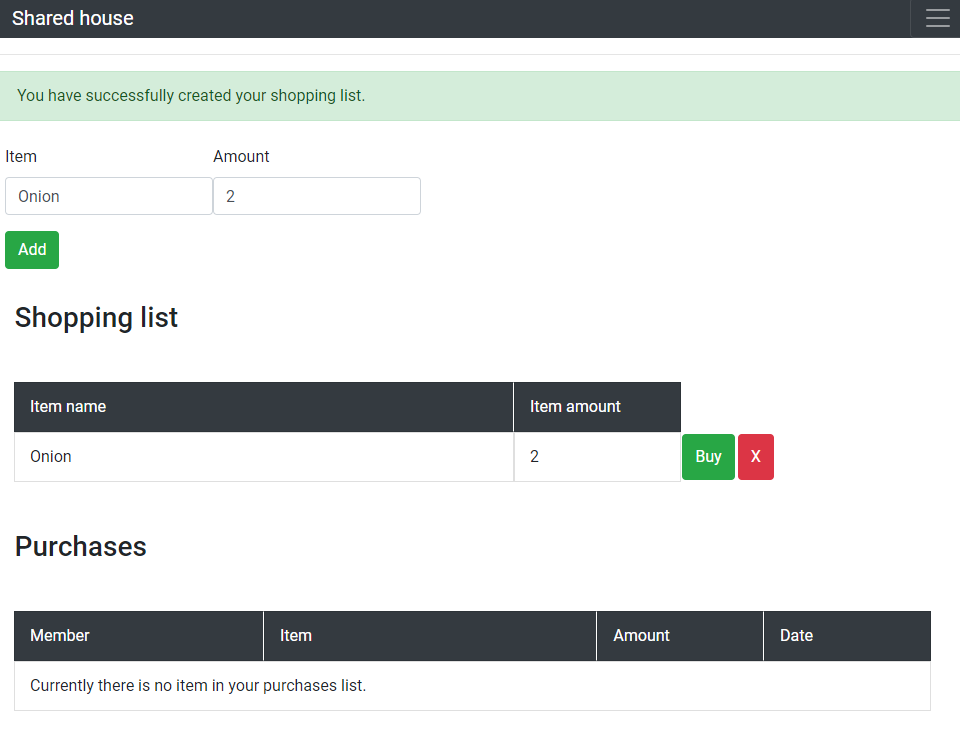 Shared house
You have successfully created your shopping list.
Item Amount
Onion 2
Add
Shopping list
Item name Item amount
Onion 2 Buy X
Purchases
Member Item Amount Date
Currently there is no item in your purchases list.